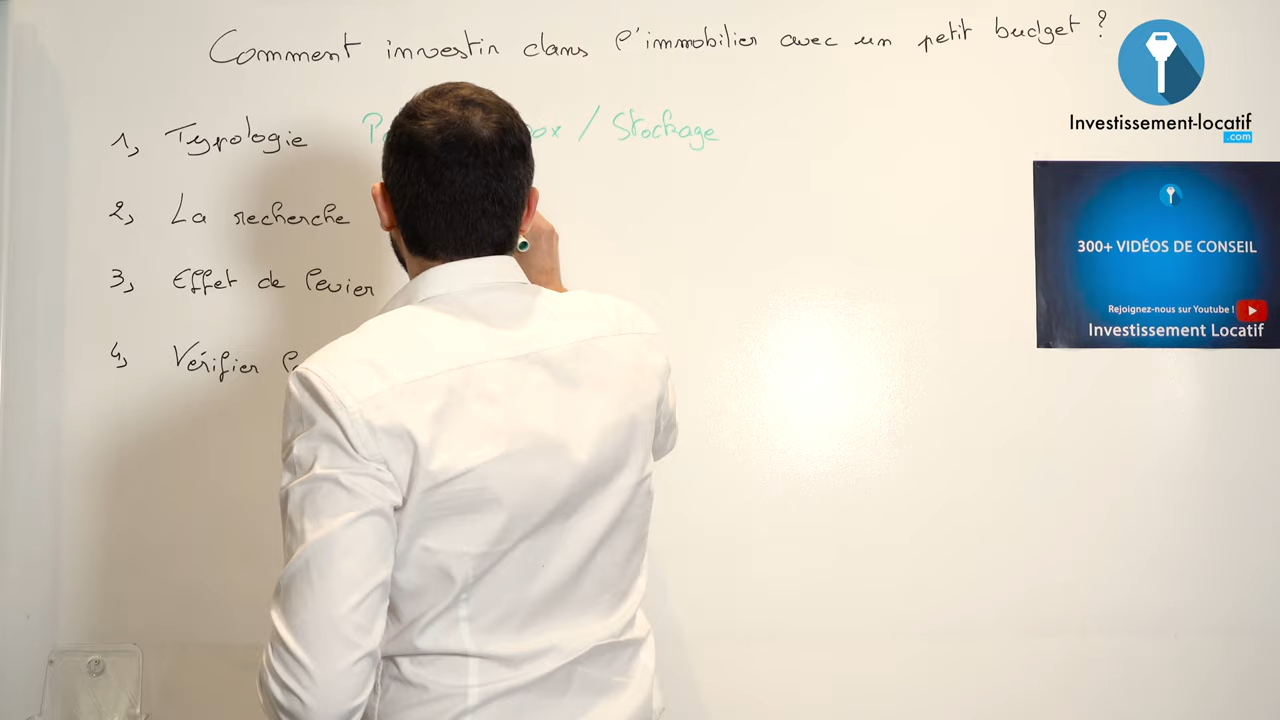 Comment investir dans l'immobilier avec un petit budget ?
1, Typologie / Stockage
2, La recherche
3, Effet de levier
4, Vérifier
Investissement-locatif
.com
300+ VIDÉOS DE CONSEIL
Rejoignez-nous sur Youtube !
Investissement Locatif